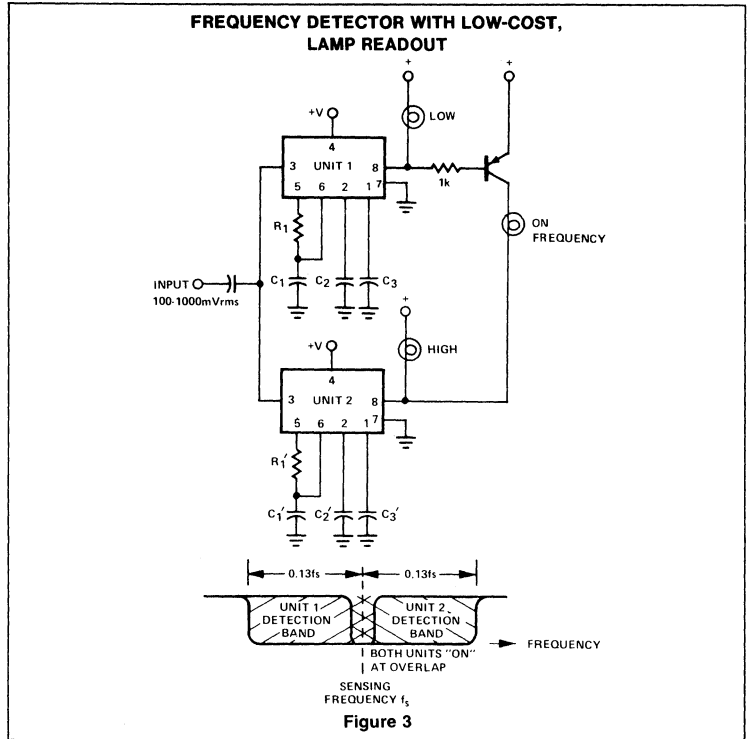 FREQUENCY DETECTOR WITH LOW-COST,
LAMP READOUT
+
+
+V
LOW
4
3 UNIT 1 8
5 6 2 1 7
1k
R1
ON
FREQUENCY
C1 C2 C3
INPUT
100-1000mVrms
+
+V
HIGH
4
3 UNIT 2 8
5 6 2 1 7
R1′
C1′ C2′ C3′
0.13fs 0.13fs
UNIT 1
DETECTION
BAND
UNIT 2
DETECTION
BAND
FREQUENCY
BOTH UNITS "ON"
AT OVERLAP
SENSING
FREQUENCY fs
Figure 3